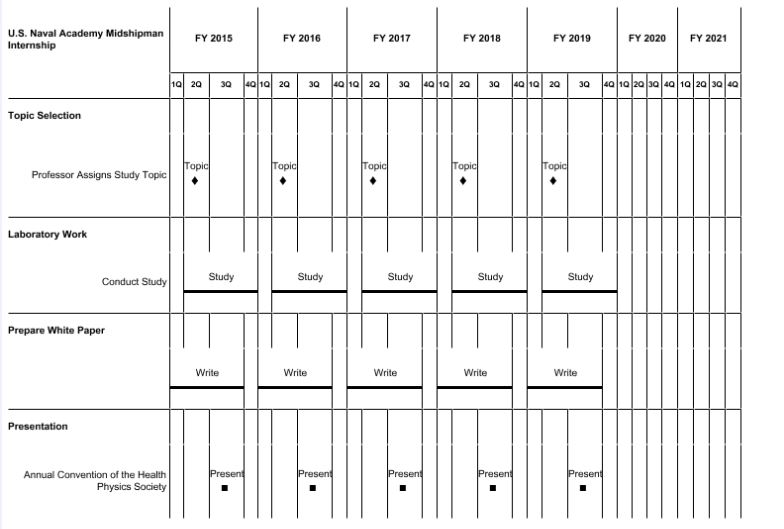 U.S. Naval Academy Midshipman
Internship
FY 2015 FY 2016 FY 2017 FY 2018 FY 2019 FY 2020 FY 2021
1Q 2Q 3Q 4Q 1Q 2Q 3Q 4Q 1Q 2Q 3Q 4Q 1Q 2Q 3Q 4Q 1Q 2Q 3Q 4Q 1Q 2Q 3Q 4Q 1Q 2Q 3Q 4Q
Topic Selection
Topic Topic Topic Topic Topic
Professor Assigns Study Topic
Laboratory Work
Study Study Study Study Study
Conduct Study
Prepare White Paper
Write Write Write Write Write
Presentation
Annual Convention of the Health Present Present Present Present Present
Physics Society